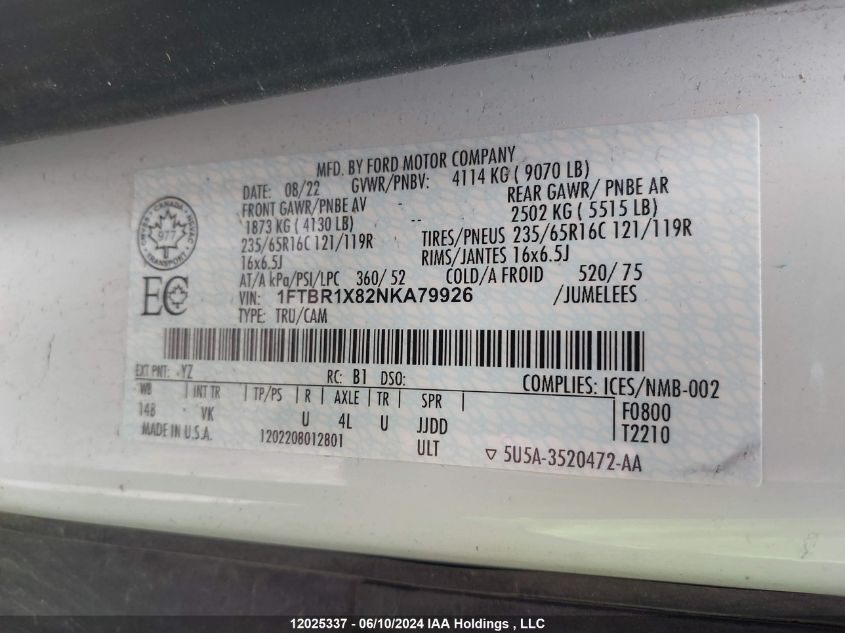 MFD. BY FORD MOTOR COMPANY
DATE: 08/22 GVWR/PNBV: 4114 KG ( 9070 LB)
FRONT GAWR/PNBE AV REAR GAWR/ PNBE AR
1873 KG ( 4130 LB) -- 2502 KG ( 5515 LB)
235/65R16C 121/119R TIRES/PNEUS 235/65R16C 121/119R
16x6.5J RIMS/JANTES 16x6.5J
AT/A kPa/PSI/LPC 360/ 52 COLD/A FROID 520/ 75
VIN: 1FTBR1X82NKA79926 /JUMELEES
TYPE: TRU/CAM
CANADA
TRANSPORT
977
EC
EXT PNT: YZ RC: B1 DSO: COMPLIES: ICES/NMB-002
WB INT TR TP/PS R AXLE TR SPR F0800
148 VK U 4L U JJDD T2210
MADE IN U.S.A. 1202208012801 ULT ▽ 5U5A-3520472-AA
12025337 - 06/10/2024 IAA Holdings , LLC